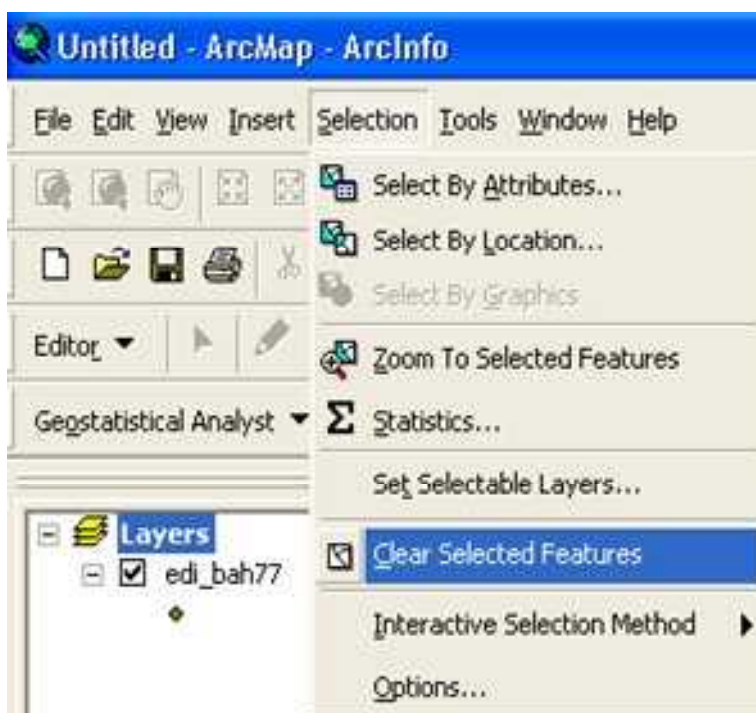 Untitled - ArcMap - ArcInfo
File Edit View Insert Selection Tools Window Help
Select By Attributes...
Select By Location...
Select By Graphics
Editor
Zoom To Selected Features
Geostatistical Analyst
Statistics...
Set Selectable Layers...
Layers
Clear Selected Features
edi_bah77
Interactive Selection Method
Options...